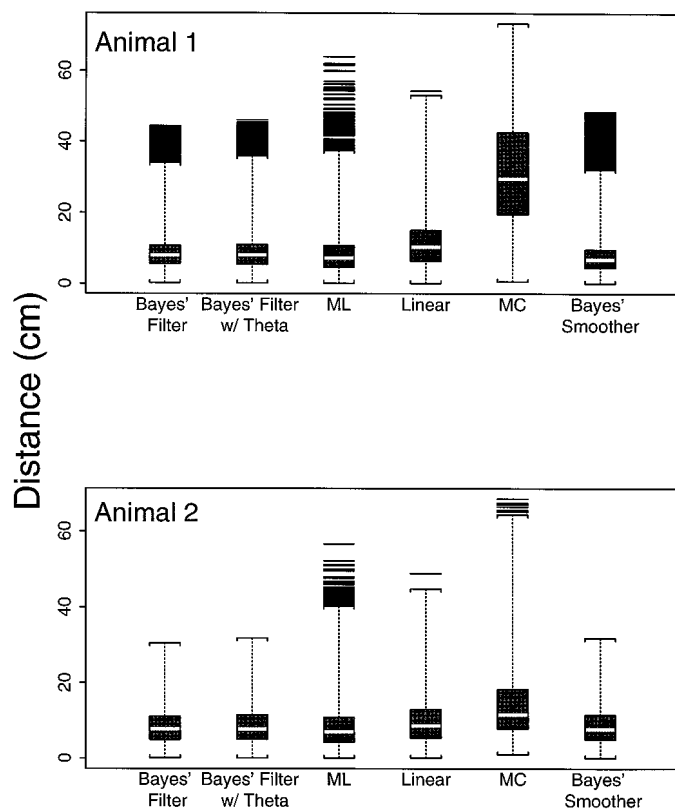 Distance (cm)
Animal 1
60
40
20
0
Bayes' Filter
Bayes' Filter w/ Theta
ML
Linear
MC
Bayes' Smoother
Animal 2
60
40
20
0
Bayes' Filter
Bayes' Filter w/ Theta
ML
Linear
MC
Bayes' Smoother